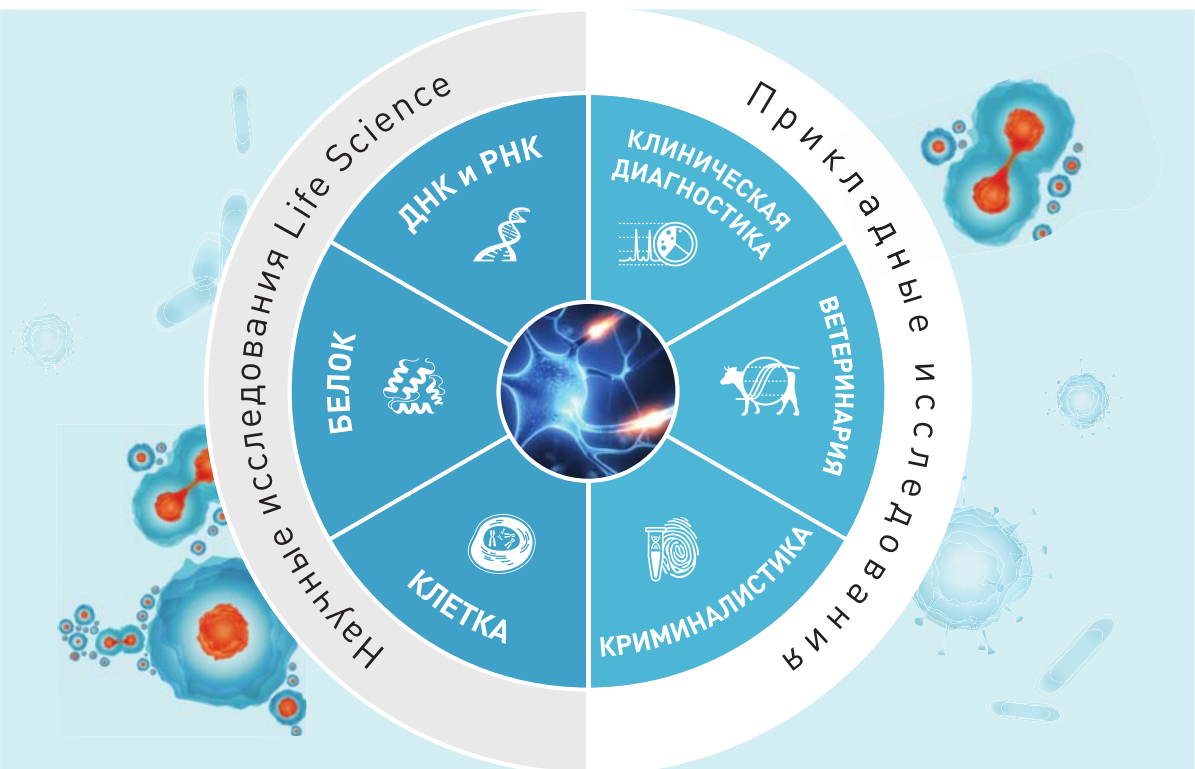 Научные исследования Life Science
ДНК и РНК
БЕЛОК
КЛЕТКА
Прикладные исследования
КЛИНИЧЕСКАЯ
ДИАГНОСТИКА
ВЕТЕРИНАРИЯ
КРИМИНАЛИСТИКА